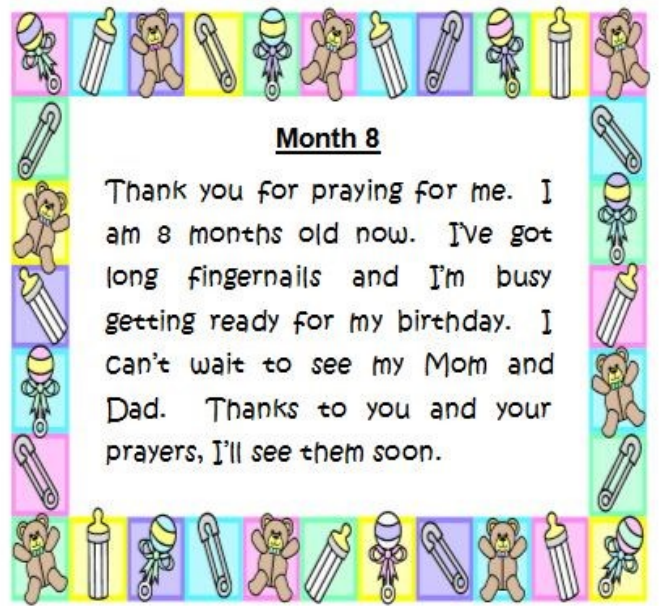 Month 8
Thank you for praying for me. I
am 8 months old now. I've got
long fingernails and I'm busy
getting ready for my birthday. I
can't wait to see my Mom and
Dad. Thanks to you and your
prayers, I'll see them soon.